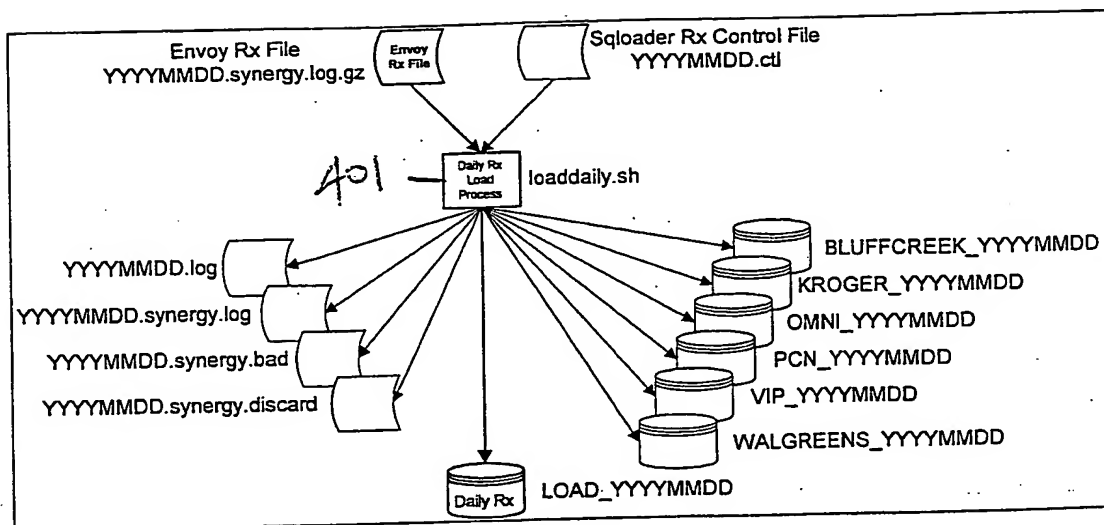 Envoy Rx File
YYYYMMDD.synergy.log.gz
Envoy
Rx File
Sqloader Rx Control File
YYYYMMDD.ctl
401
Daily Rx
Load
Process
loaddaily.sh
YYYYMMDD.log
YYYYMMDD.synergy.log
YYYYMMDD.synergy.bad
YYYYMMDD.synergy.discard
BLUFFCREEK_YYYYMMDD
KROGER_YYYYMMDD
OMNI_YYYYMMDD
PCN_YYYYMMDD
VIP_YYYYMMDD
WALGREENS_YYYYMMDD
Daily Rx
LOAD_YYYYMMDD